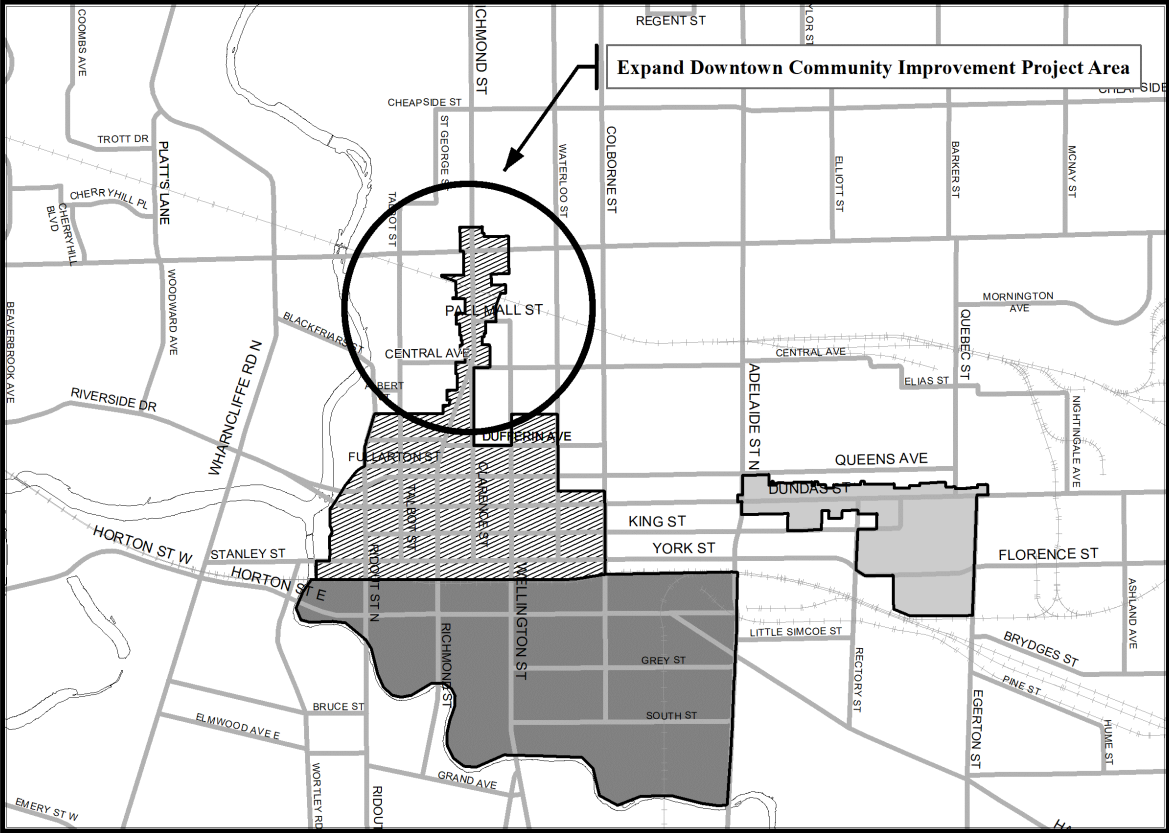 COOMBS AVE
RICHMOND ST
REGENT ST
Expand Downtown Community Improvement Project Area
CHEAPSIDE ST
CHEAPSIDE
TROTT DR
PLATT'S LANE
ST GEORGE S
WATERLOO ST
COLBORNE ST
ELLIOTT ST
BARKER ST
MCNAY ST
CHERRYHILL PL
CHERRYHILL
BLVD
TALBOT ST
WOODWARD AVE
BEAVERBROOK AVE
BLACKFRIARS ST
PALL MALL ST
MORNINGTON
AVE
QUEBEC ST
CENTRAL AVE
CENTRAL AVE
ELIAS ST
ADELAIDE ST N
NIGHTINGALE AVE
RIVERSIDE DR
WHARNCLIFFE RD N
DUFFERIN AVE
FULLARTON ST
QUEENS AVE
CLARENCE ST
TALBOT ST
DUNDAS ST
KING ST
YORK ST
FLORENCE ST
HORTON ST W
STANLEY ST
HORTON ST E
RIDOUT ST N
WELLINGTON ST
RICHMOND ST
ASHLAND AVE
LITTLE SIMCOE ST
BRYDGES ST
GREY ST
RECTORY ST
PINE ST
SOUTH ST
EGERTON ST
HUME ST
BRUCE ST
ELMWOOD AVE E
WORTLEY RD
RIDOUT
GRAND AVE
EMERY ST W